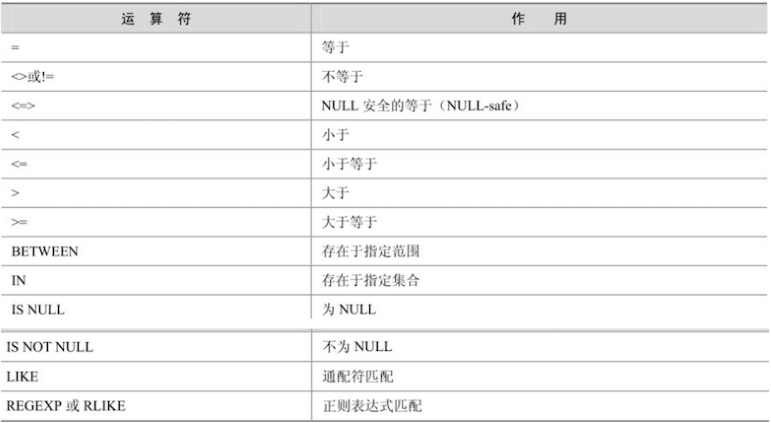 运 算 符 作 用
= 等于
<>或!= 不等于
<=> NULL 安全的等于（NULL-safe）
< 小于
<= 小于等于
> 大于
>= 大于等于
BETWEEN 存在于指定范围
IN 存在于指定集合
IS NULL 为 NULL
IS NOT NULL 不为 NULL
LIKE 通配符匹配
REGEXP 或 RLIKE 正则表达式匹配